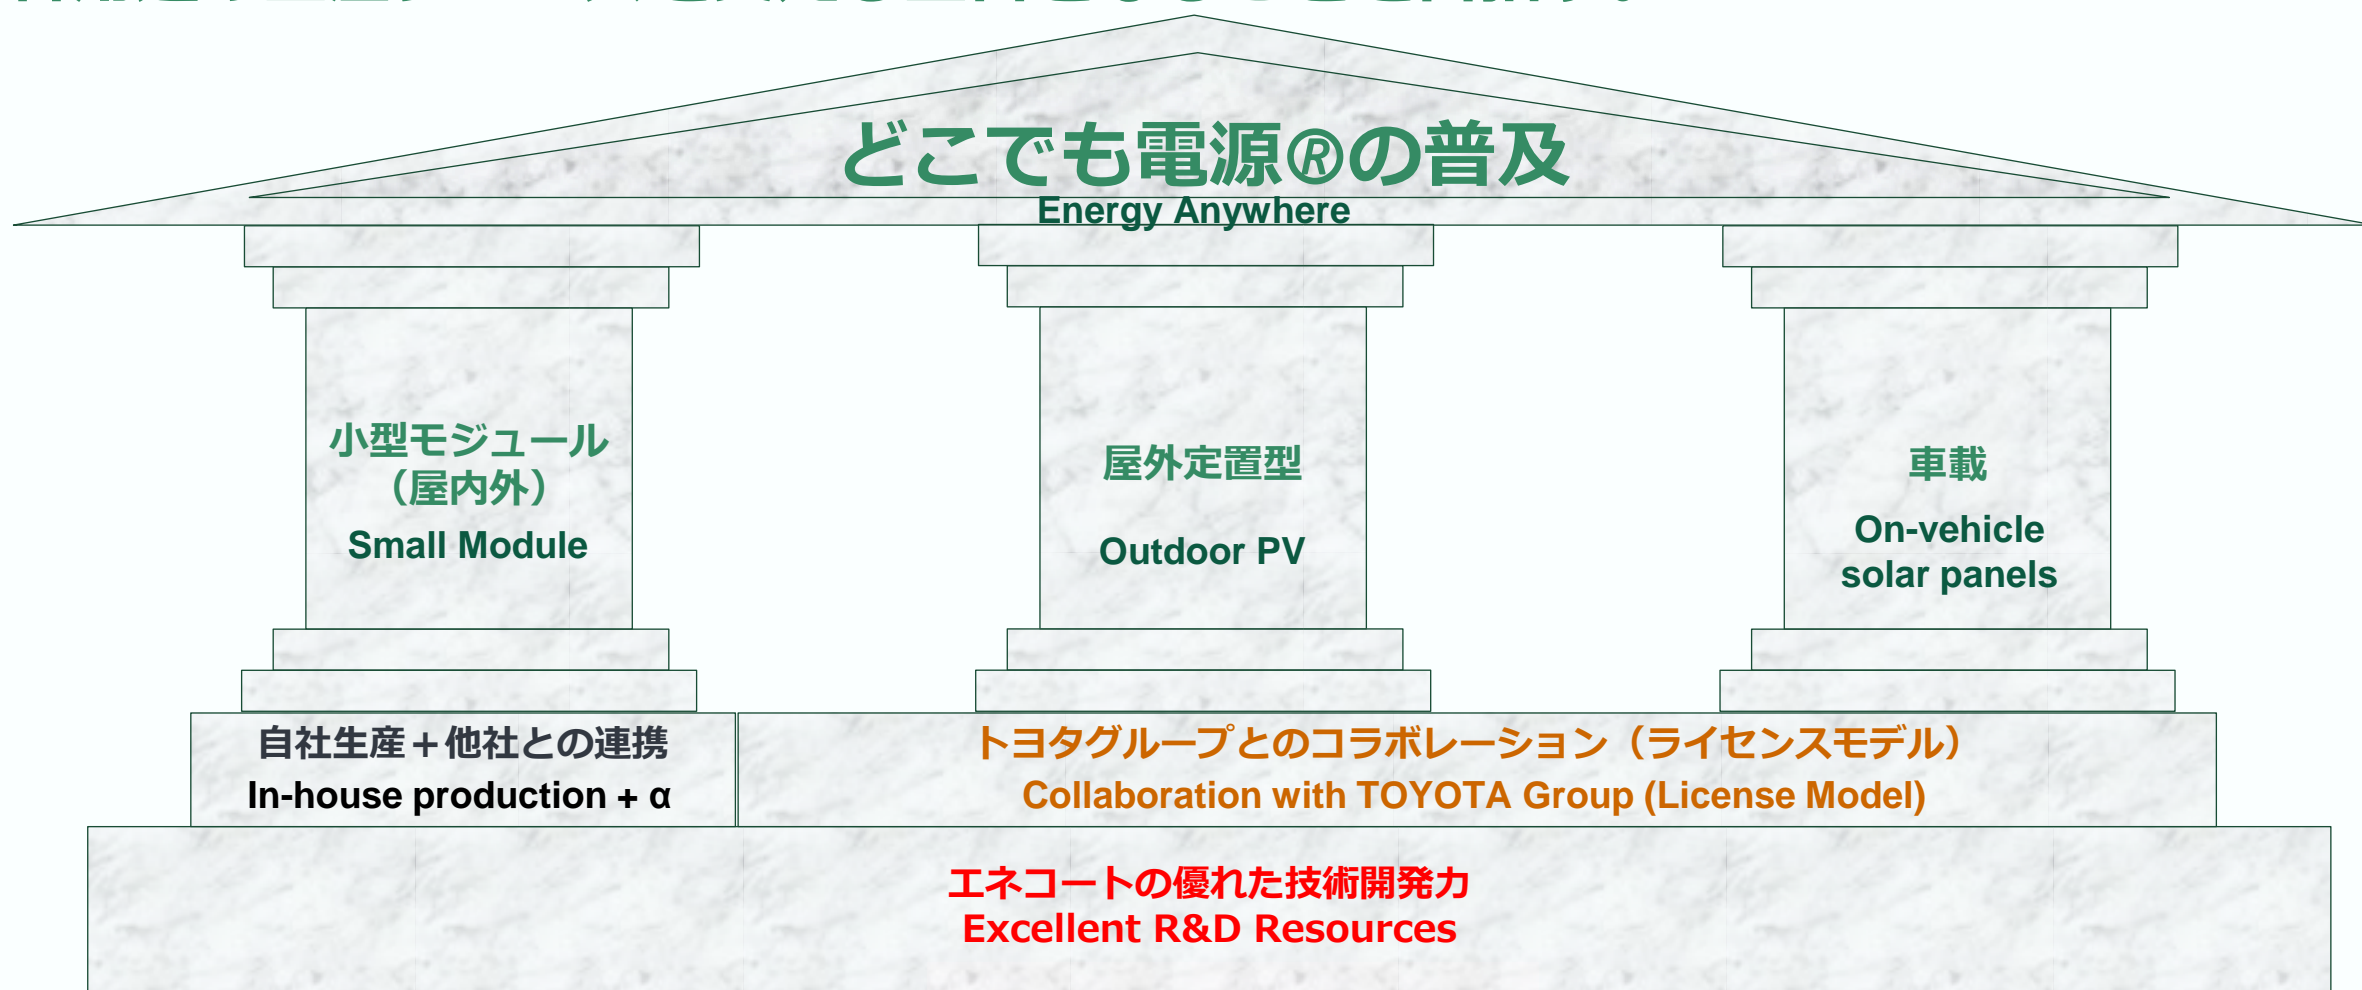 どこでも電源®の普及
Energy Anywhere
小型モジュール
（屋内外）
Small Module
屋外定置型
Outdoor PV
車載
On-vehicle
solar panels
自社生産＋他社との連携
In-house production + α
トヨタグループとのコラボレーション（ライセンスモデル）
Collaboration with TOYOTA Group (License Model)
エネコートの優れた技術開発力
Excellent R&D Resources